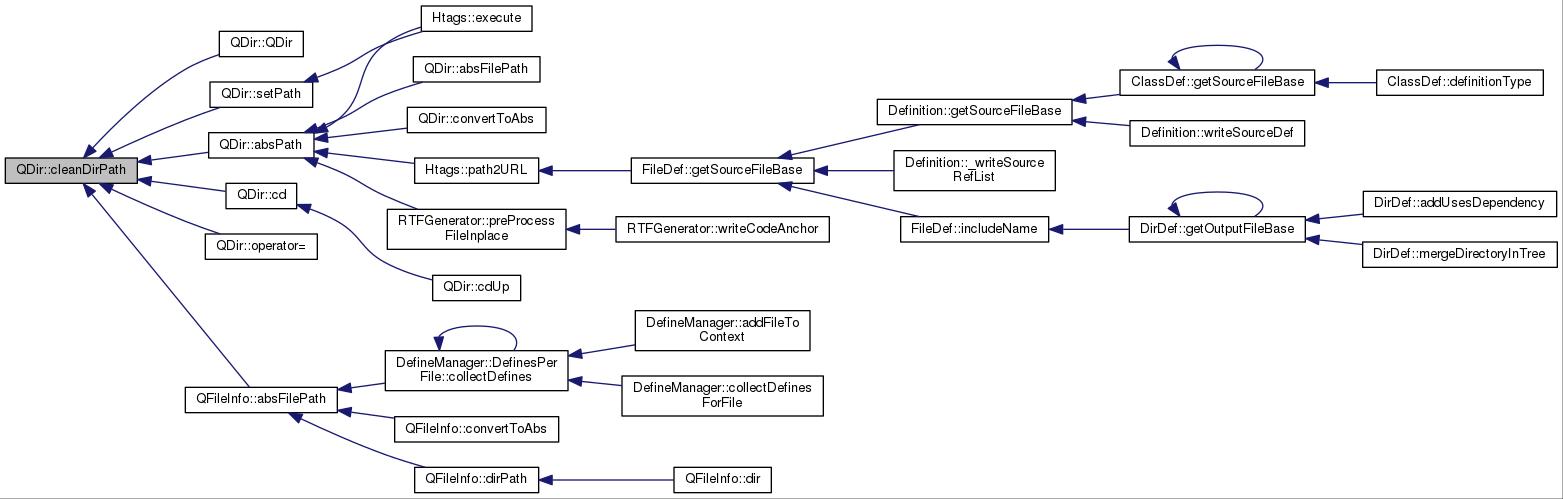 Htags::execute
QDir::QDir
QDir::absFilePath
ClassDef::getSourceFileBase
ClassDef::definitionType
QDir::setPath
Definition::getSourceFileBase
QDir::convertToAbs
Definition::writeSourceDef
QDir::absPath
QDir::cleanDirPath
Htags::path2URL
FileDef::getSourceFileBase
Definition::_writeSource
RefList
QDir::cd
DirDef::addUsesDependency
RTFGenerator::preProcess
FileInplace
RTFGenerator::writeCodeAnchor
FileDef::includeName
DirDef::getOutputFileBase
QDir::operator=
DirDef::mergeDirectoryInTree
QDir::cdUp
DefineManager::addFileTo
Context
DefineManager::DefinesPer
File::collectDefines
DefineManager::collectDefines
ForFile
QFileInfo::absFilePath
QFileInfo::convertToAbs
QFileInfo::dirPath
QFileInfo::dir